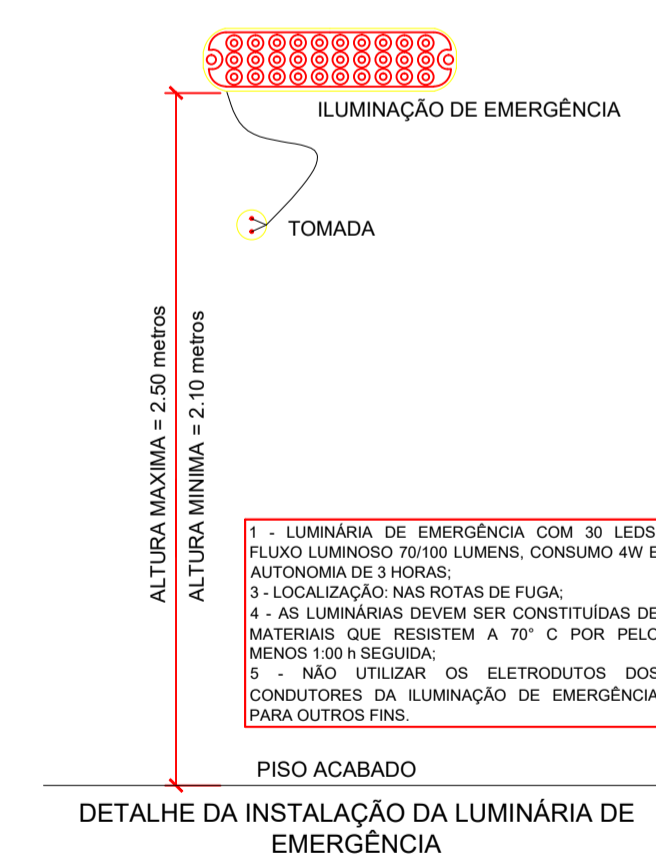 ILUMINAÇÃO DE EMERGÊNCIA
TOMADA
ALTURA MAXIMA = 2.50 metros
ALTURA MINIMA = 2.10 metros
1 - LUMINÁRIA DE EMERGÊNCIA COM 30 LEDS
FLUXO LUMINOSO 70/100 LUMENS, CONSUMO 4W E
AUTONOMIA DE 3 HORAS;
3 - LOCALIZAÇÃO: NAS ROTAS DE FUGA;
4 - AS LUMINÁRIAS DEVEM SER CONSTITUÍDAS DE
MATERIAIS QUE RESISTEM A 70° C POR PELO
MENOS 1:00 h SEGUIDA;
5 - NÃO UTILIZAR OS ELETRODUTOS DOS
CONDUTORES DA ILUMINAÇÃO DE EMERGÊNCIA
PARA OUTROS FINS.
PISO ACABADO
DETALHE DA INSTALAÇÃO DA LUMINÁRIA DE
EMERGÊNCIA